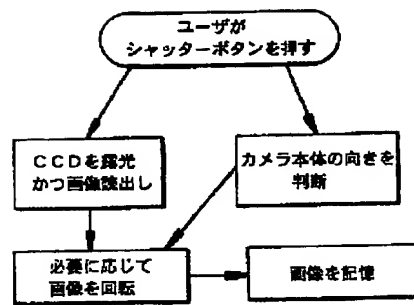 ユーザが
シャッターボタンを押す
CCDを露光
かつ画像読出し
カメラ本体の向きを
判断
必要に応じて
画像を回転
画像を記憶